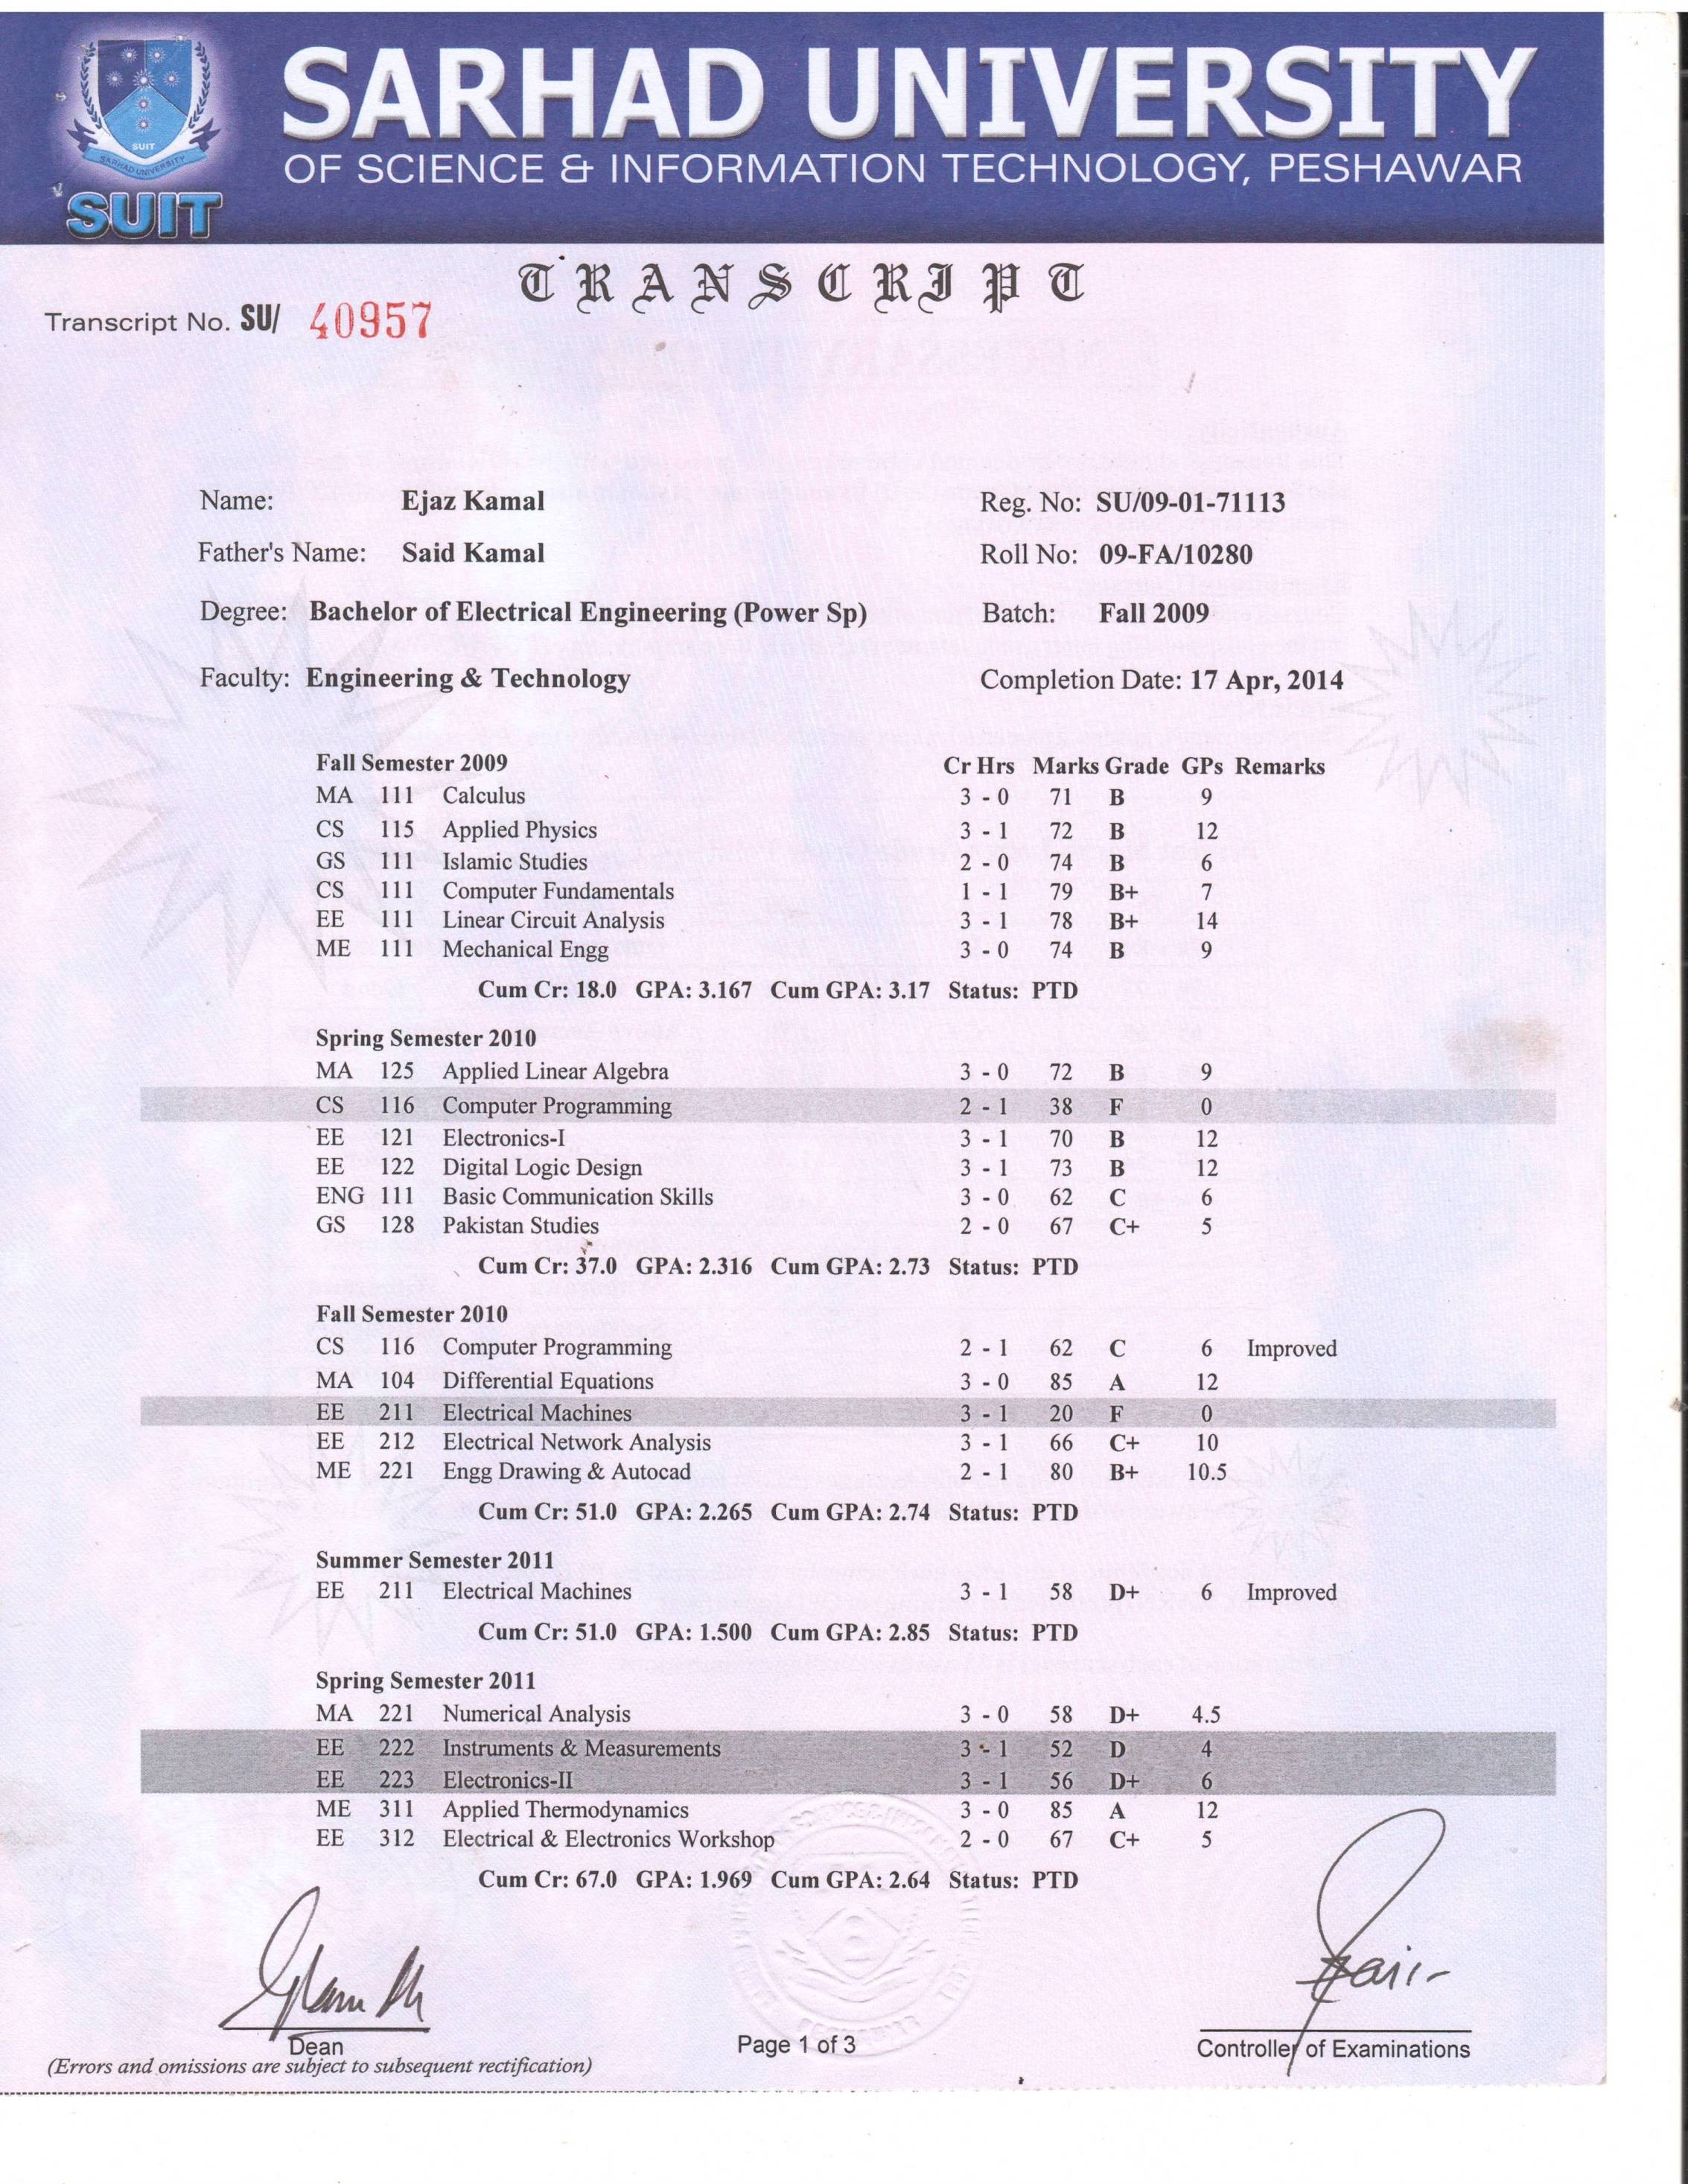 SUIT
SARHAD UNIVERSITY
SUIT
SARHAD UNIVERSITY
OF SCIENCE & INFORMATION TECHNOLOGY, PESHAWAR
TRANSCRIPT
Transcript No. SU/ 40957
Name: Ejaz Kamal Reg. No: SU/09-01-71113
Father's Name: Said Kamal Roll No: 09-FA/10280
Degree: Bachelor of Electrical Engineering (Power Sp) Batch: Fall 2009
Faculty: Engineering & Technology Completion Date: 17 Apr, 2014
Fall Semester 2009 Cr Hrs Marks Grade GPs Remarks
MA 111 Calculus 3 - 0 71 B 9
CS 115 Applied Physics 3 - 1 72 B 12
GS 111 Islamic Studies 2 - 0 74 B 6
CS 111 Computer Fundamentals 1 - 1 79 B+ 7
EE 111 Linear Circuit Analysis 3 - 1 78 B+ 14
ME 111 Mechanical Engg 3 - 0 74 B 9
Cum Cr: 18.0 GPA: 3.167 Cum GPA: 3.17 Status: PTD
Spring Semester 2010
MA 125 Applied Linear Algebra 3 - 0 72 B 9
CS 116 Computer Programming 2 - 1 38 F 0
EE 121 Electronics-I 3 - 1 70 B 12
EE 122 Digital Logic Design 3 - 1 73 B 12
ENG 111 Basic Communication Skills 3 - 0 62 C 6
GS 128 Pakistan Studies 2 - 0 67 C+ 5
Cum Cr: 37.0 GPA: 2.316 Cum GPA: 2.73 Status: PTD
Fall Semester 2010
CS 116 Computer Programming 2 - 1 62 C 6 Improved
MA 104 Differential Equations 3 - 0 85 A 12
EE 211 Electrical Machines 3 - 1 20 F 0
EE 212 Electrical Network Analysis 3 - 1 66 C+ 10
ME 221 Engg Drawing & Autocad 2 - 1 80 B+ 10.5
Cum Cr: 51.0 GPA: 2.265 Cum GPA: 2.74 Status: PTD
Summer Semester 2011
EE 211 Electrical Machines 3 - 1 58 D+ 6 Improved
Cum Cr: 51.0 GPA: 1.500 Cum GPA: 2.85 Status: PTD
Spring Semester 2011
MA 221 Numerical Analysis 3 - 0 58 D+ 4.5
EE 222 Instruments & Measurements 3 - 1 52 D 4
EE 223 Electronics-II 3 - 1 56 D+ 6
ME 311 Applied Thermodynamics 3 - 0 85 A 12
EE 312 Electrical & Electronics Workshop 2 - 0 67 C+ 5
Cum Cr: 67.0 GPA: 1.969 Cum GPA: 2.64 Status: PTD
Dean Page 1 of 3 Controller of Examinations
(Errors and omissions are subject to subsequent rectification)